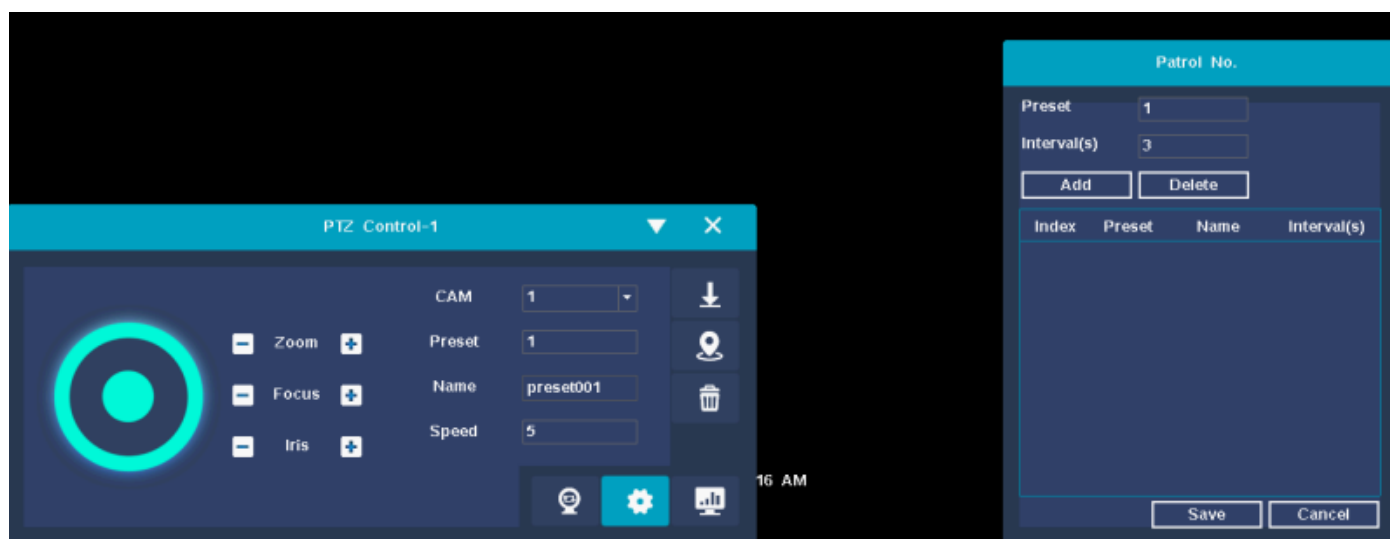 PTZ Control-1
CAM 1
Zoom Preset 1
Focus Name preset001
Iris Speed 5
16 AM
Patrol No.
Preset 1
Interval(s) 3
Add Delete
Index Preset Name Interval(s)
Save Cancel